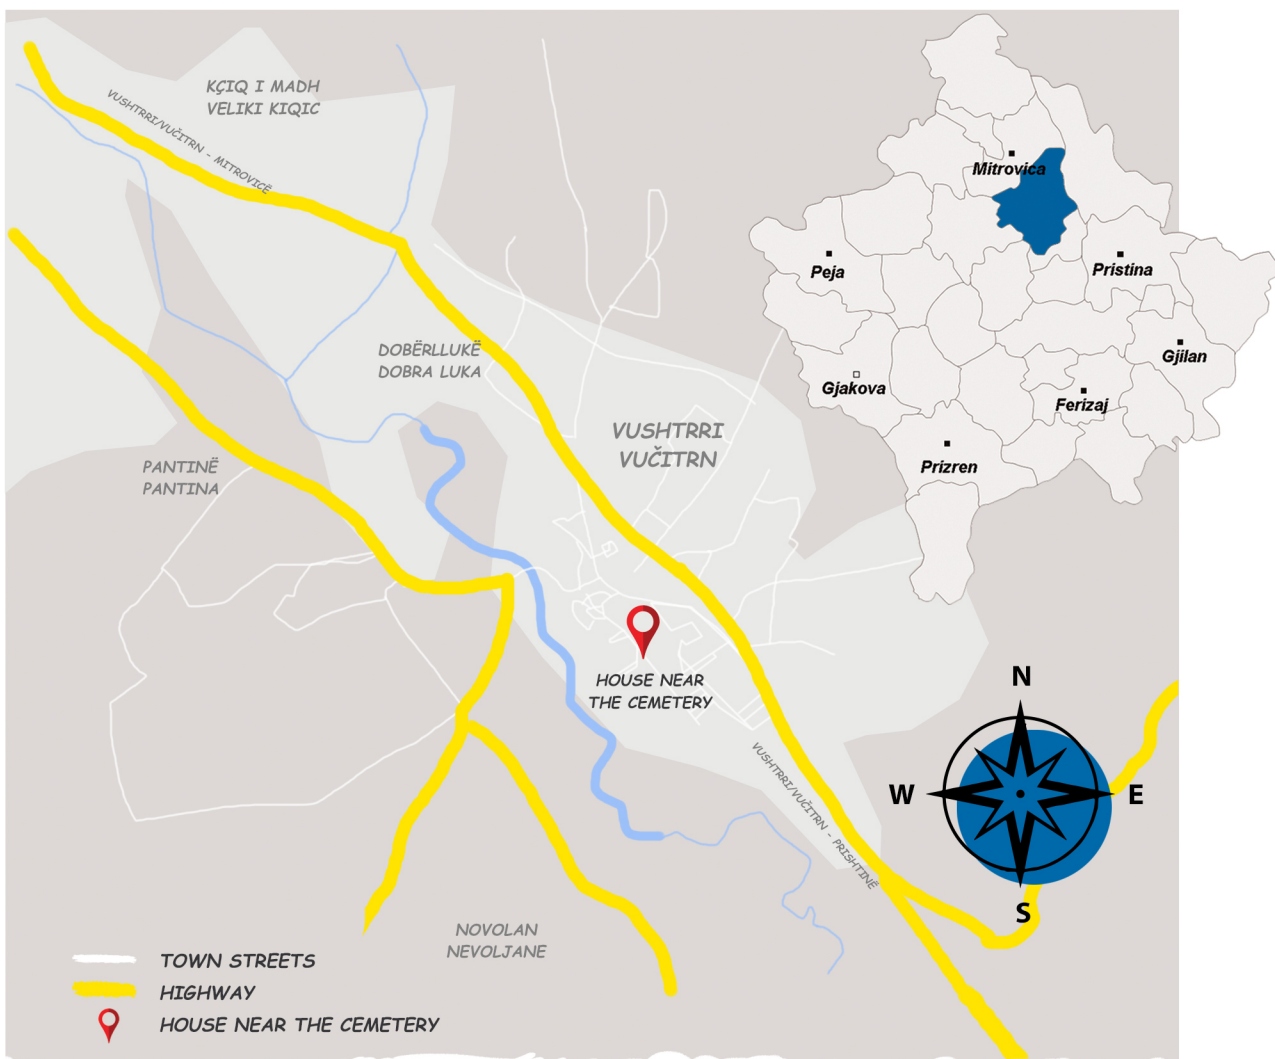 KÇIQ I MADH
VELIKI KIQIC
VUSHTRRI/VUČITRN - MITROVICË
DOBËRLLUKË
DOBRA LUKA
VUSHTRRI
VUČITRN
PANTINË
PANTINA
HOUSE NEAR
THE CEMETERY
VUSHTRRI/VUČITRN - PRISHTINË
NOVOLAN
NEVOLJANE
Mitrovica
Peja
Pristina
Gjilan
Gjakova
Ferizaj
Prizren
N
W
E
S
TOWN STREETS
HIGHWAY
HOUSE NEAR THE CEMETERY